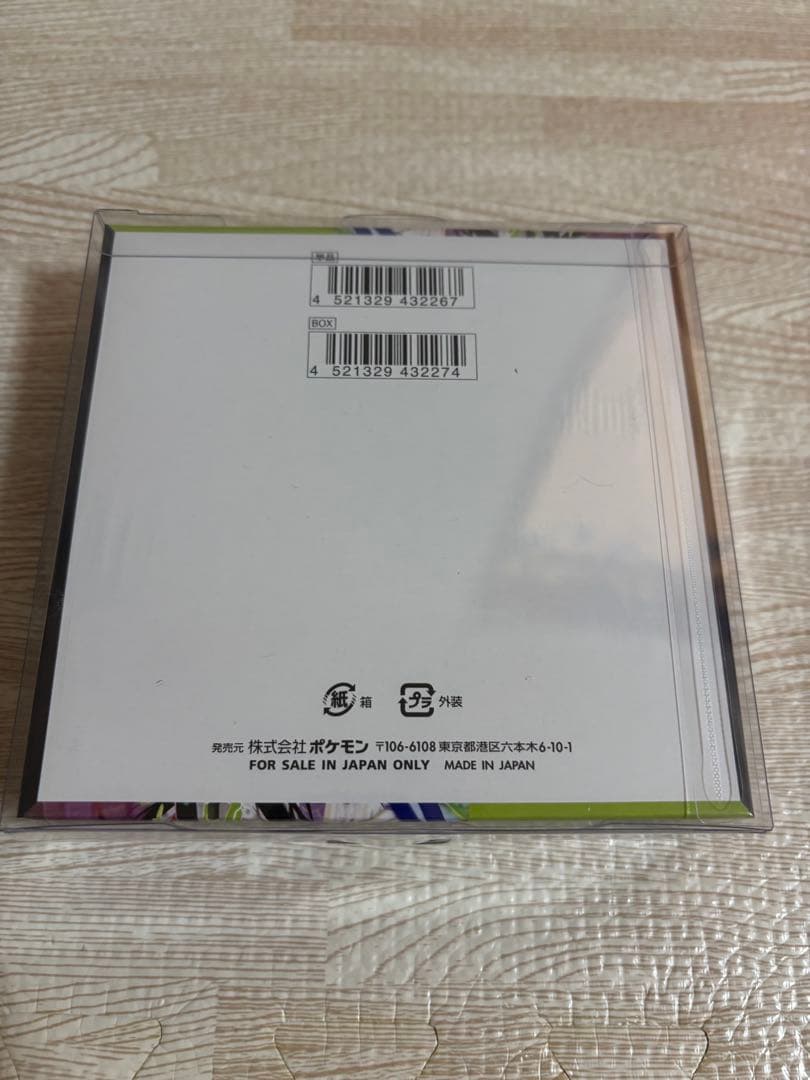 単品
4 521329 432267
BOX
4 521329 432274
紙 箱 プラ 外装
発売元 株式会社ポケモン 〒106-6108 東京都港区六本木6-10-1
FOR SALE IN JAPAN ONLY MADE IN JAPAN